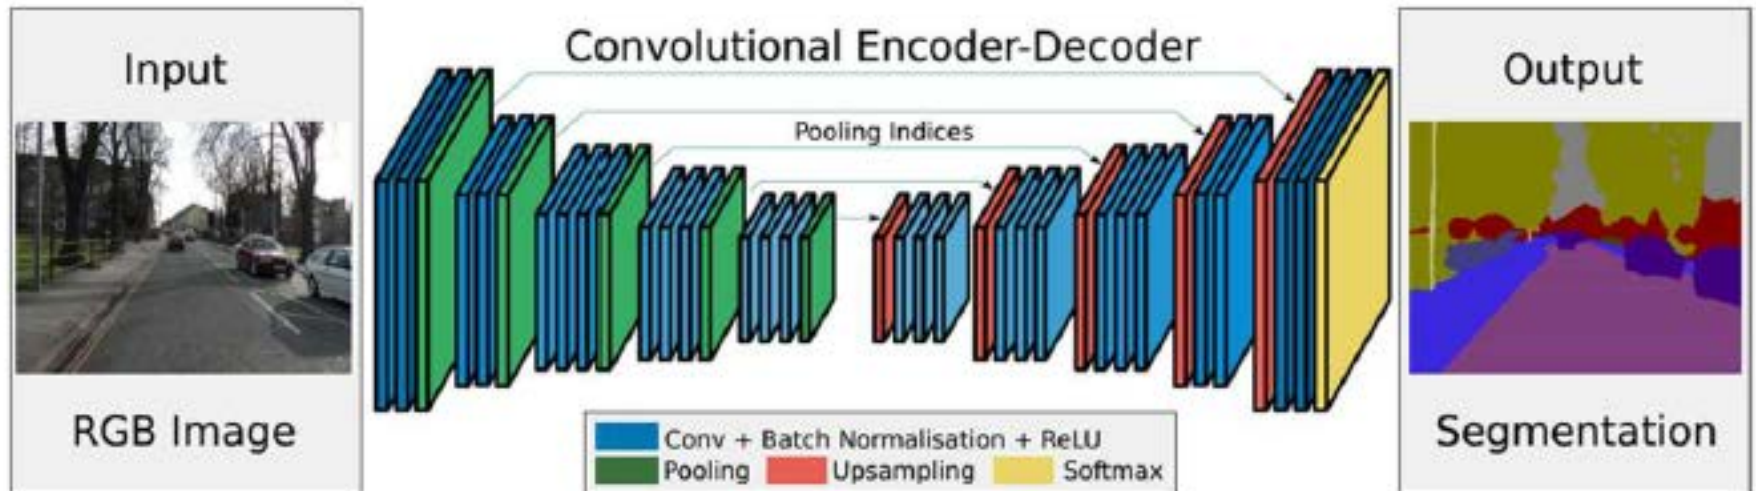 Input
RGB Image
Convolutional Encoder-Decoder
Pooling Indices
Conv + Batch Normalisation + ReLU
Pooling Upsampling Softmax
Output
Segmentation